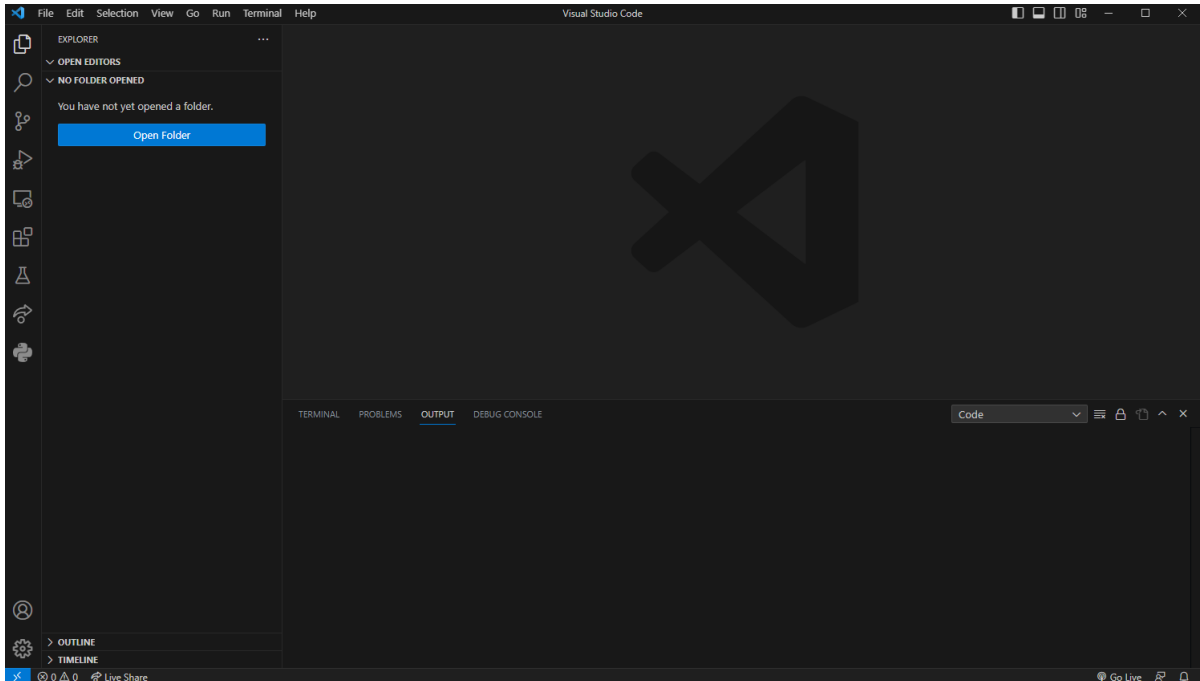 File Edit Selection View Go Run Terminal Help Visual Studio Code
EXPLORER
OPEN EDITORS
NO FOLDER OPENED
You have not yet opened a folder.
Open Folder
TERMINAL PROBLEMS OUTPUT DEBUG CONSOLE Code
OUTLINE
TIMELINE
0 0 Live Share Go Live